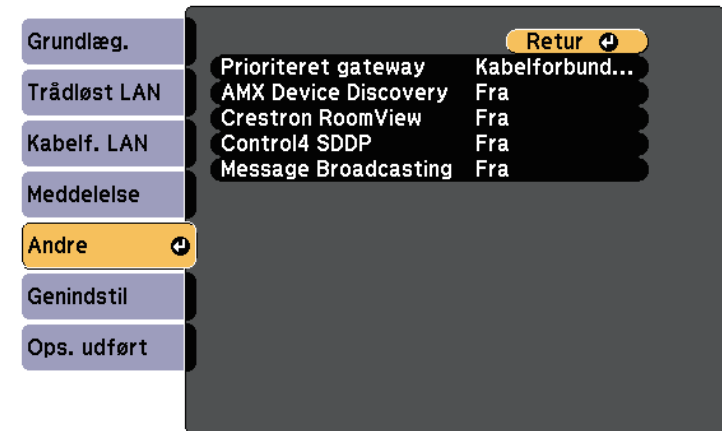 Grundlæg.
Trådløst LAN
Kabelf. LAN
Meddelelse
Andre
Genindstil
Ops. udført
Retur
Prioriteret gateway Kabelforbund...
AMX Device Discovery Fra
Crestron RoomView Fra
Control4 SDDP Fra
Message Broadcasting Fra